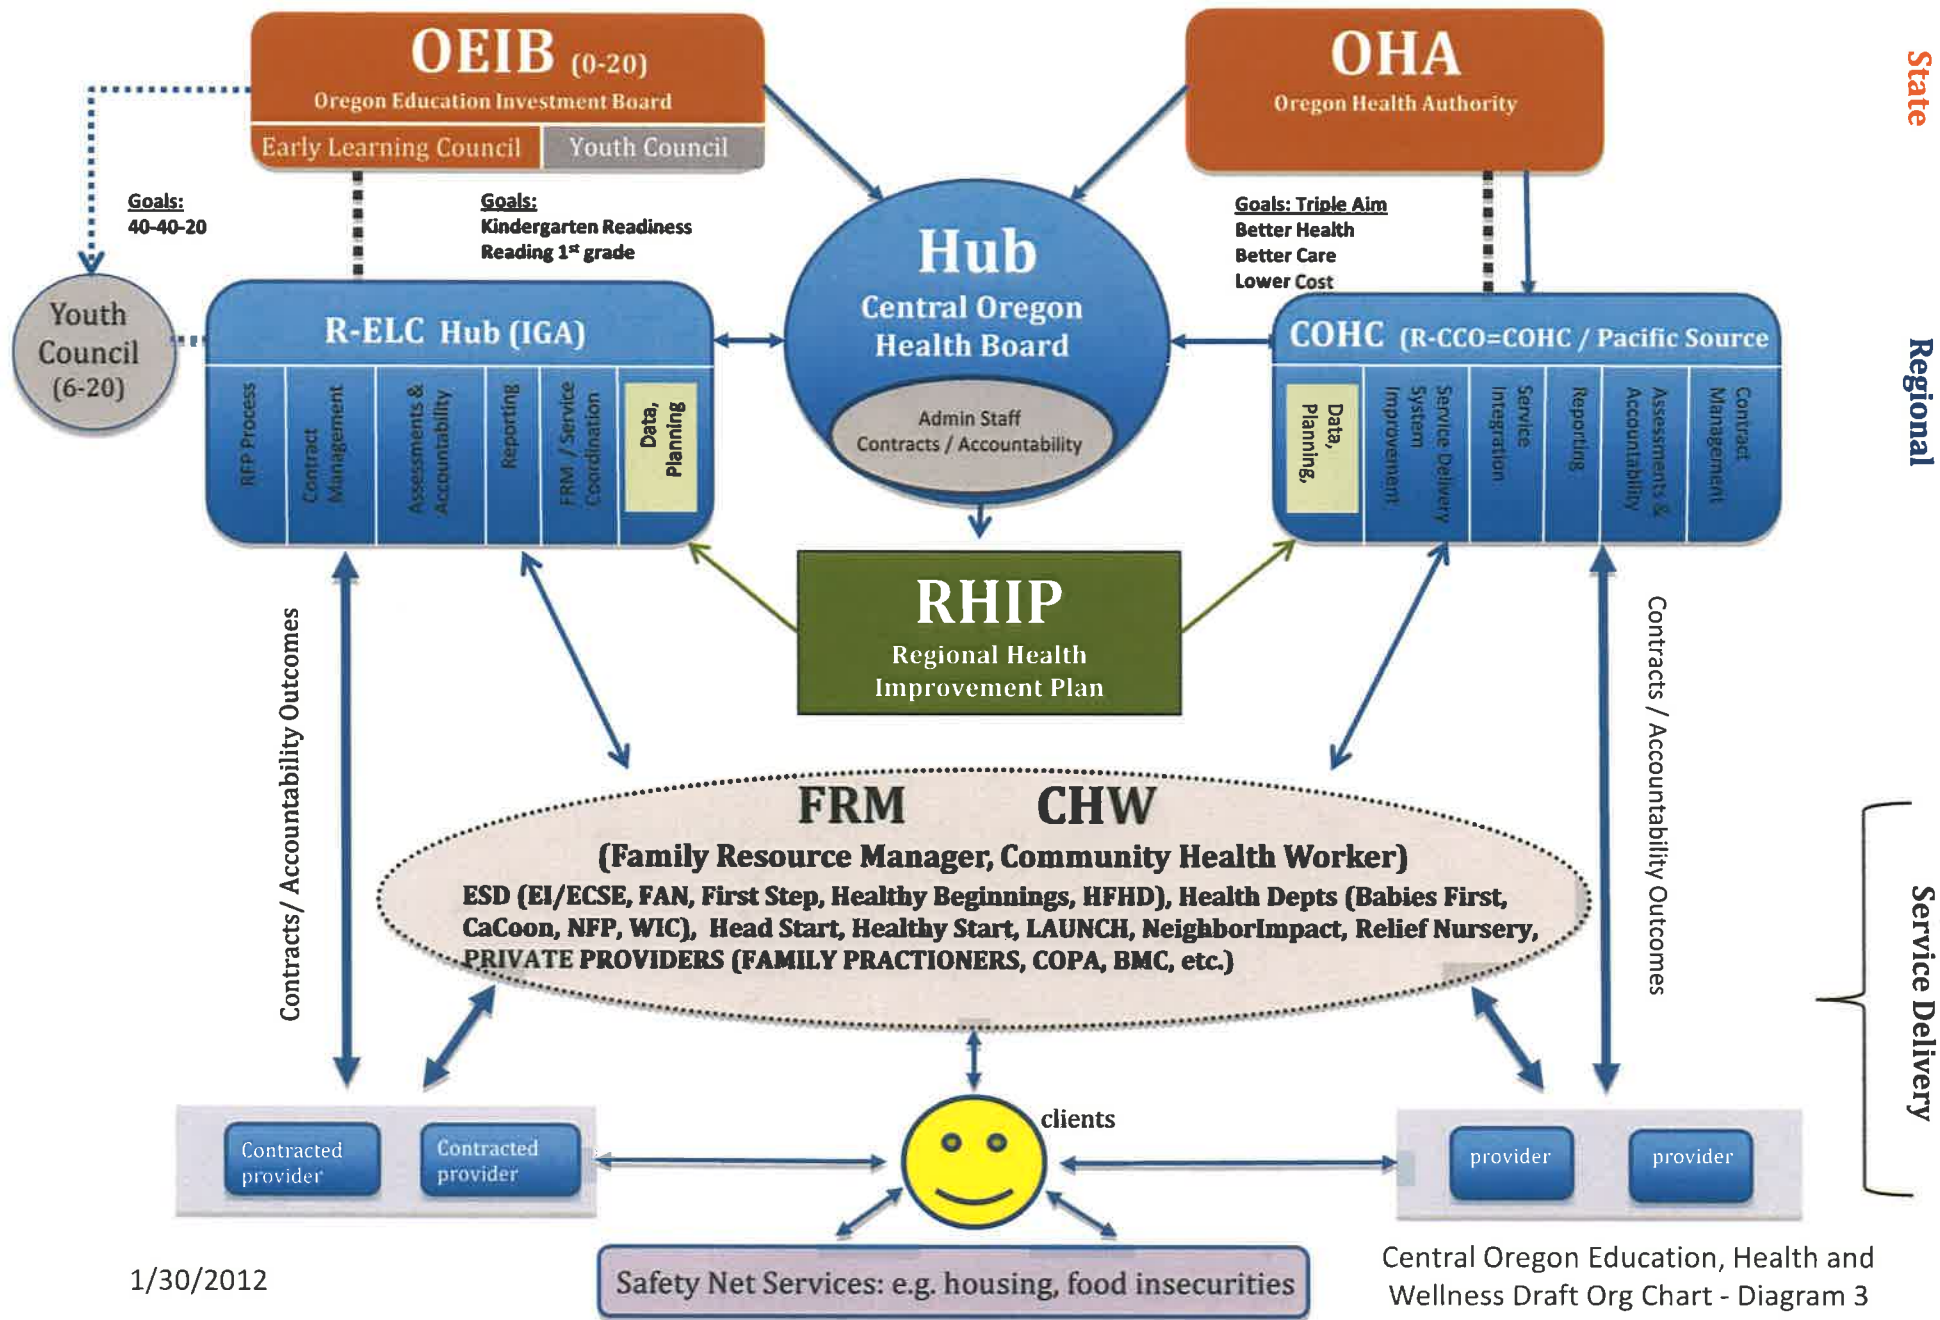 OEIB (0-20)
Oregon Education Investment Board
Early Learning Council
Youth Council
OHA
Oregon Health Authority
State
Goals:
40-40-20
Goals:
Kindergarten Readiness
Reading 1st grade
Goals: Triple Aim
Better Health
Better Care
Lower Cost
Hub
Central Oregon
Health Board
Admin Staff
Contracts / Accountability
Youth
Council
(6-20)
R-ELC Hub (IGA)
RFP Process
Contract
Management
Assessments &
Accountability
Reporting
FRM / Service
Coordination
Data,
Planning
COHC (R-CCO=COHC / Pacific Source
Data,
Planning,
Service Delivery
System
Improvement
Service
Integration
Reporting
Assessments &
Accountability
Contract
Management
Regional
RHIP
Regional Health
Improvement Plan
Contracts/ Accountability Outcomes
Contracts / Accountability Outcomes
FRM CHW
(Family Resource Manager, Community Health Worker)
ESD (EI/ECSE, FAN, First Step, Healthy Beginnings, HFHD), Health Depts (Babies First,
CaCoon, NFP, WIC), Head Start, Healthy Start, LAUNCH, NeighborImpact, Relief Nursery,
PRIVATE PROVIDERS (FAMILY PRACTIONERS, COPA, BMC, etc.)
Service Delivery
clients
Contracted
provider
Contracted
provider
provider
provider
Safety Net Services: e.g. housing, food insecurities
1/30/2012
Central Oregon Education, Health and
Wellness Draft Org Chart - Diagram 3